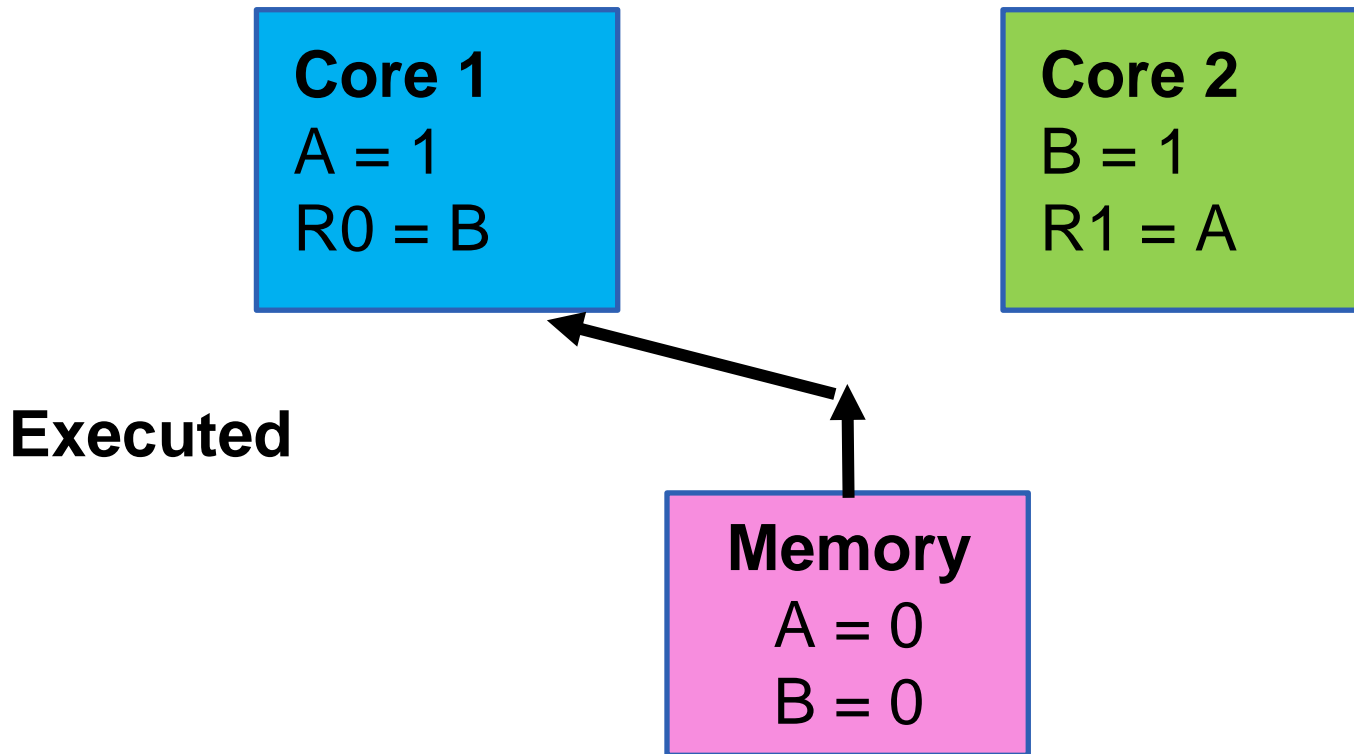 Core 1
A = 1
R0 = B
Core 2
B = 1
R1 = A
Executed
Memory
A = 0
B = 0